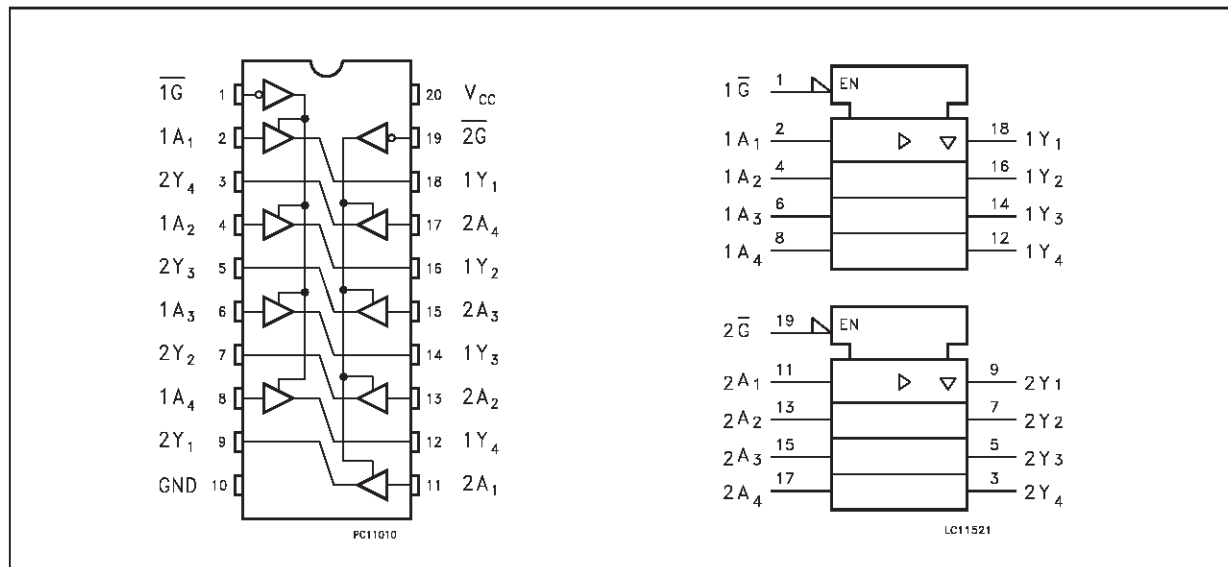 1G̅ 1 20 V_CC
1A₁ 2 19 2G̅
2Y₄ 3 18 1Y₁
1A₂ 4 17 2A₄
2Y₃ 5 16 1Y₂
1A₃ 6 15 2A₃
2Y₂ 7 14 1Y₃
1A₄ 8 13 2A₂
2Y₁ 9 12 1Y₄
GND 10 11 2A₁
PC11010
1G̅ 1 EN
1A₁ 2 18 1Y₁
1A₂ 4 16 1Y₂
1A₃ 6 14 1Y₃
1A₄ 8 12 1Y₄
2G̅ 19 EN
2A₁ 11 9 2Y₁
2A₂ 13 7 2Y₂
2A₃ 15 5 2Y₃
2A₄ 17 3 2Y₄
LC11521